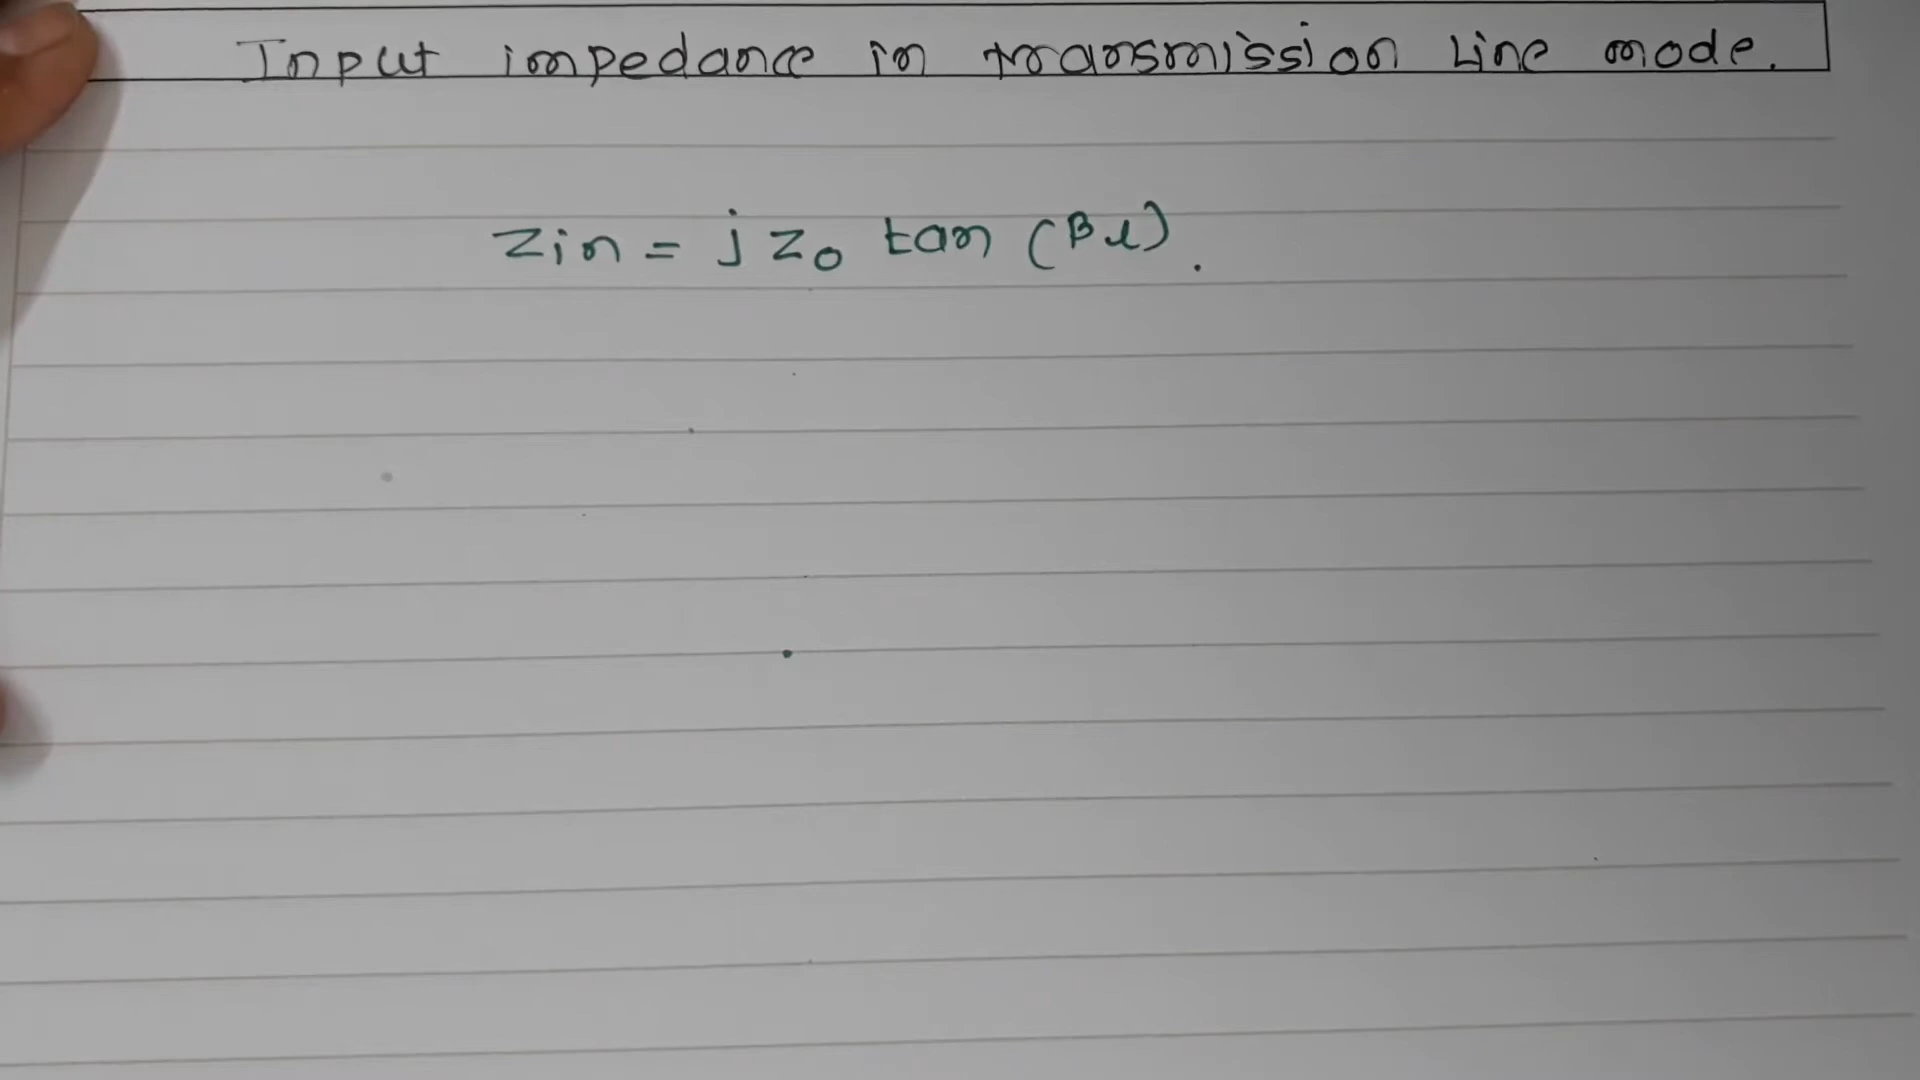 Input impedance in transmission Line mode.
Zin = j Z₀ tan (βl).